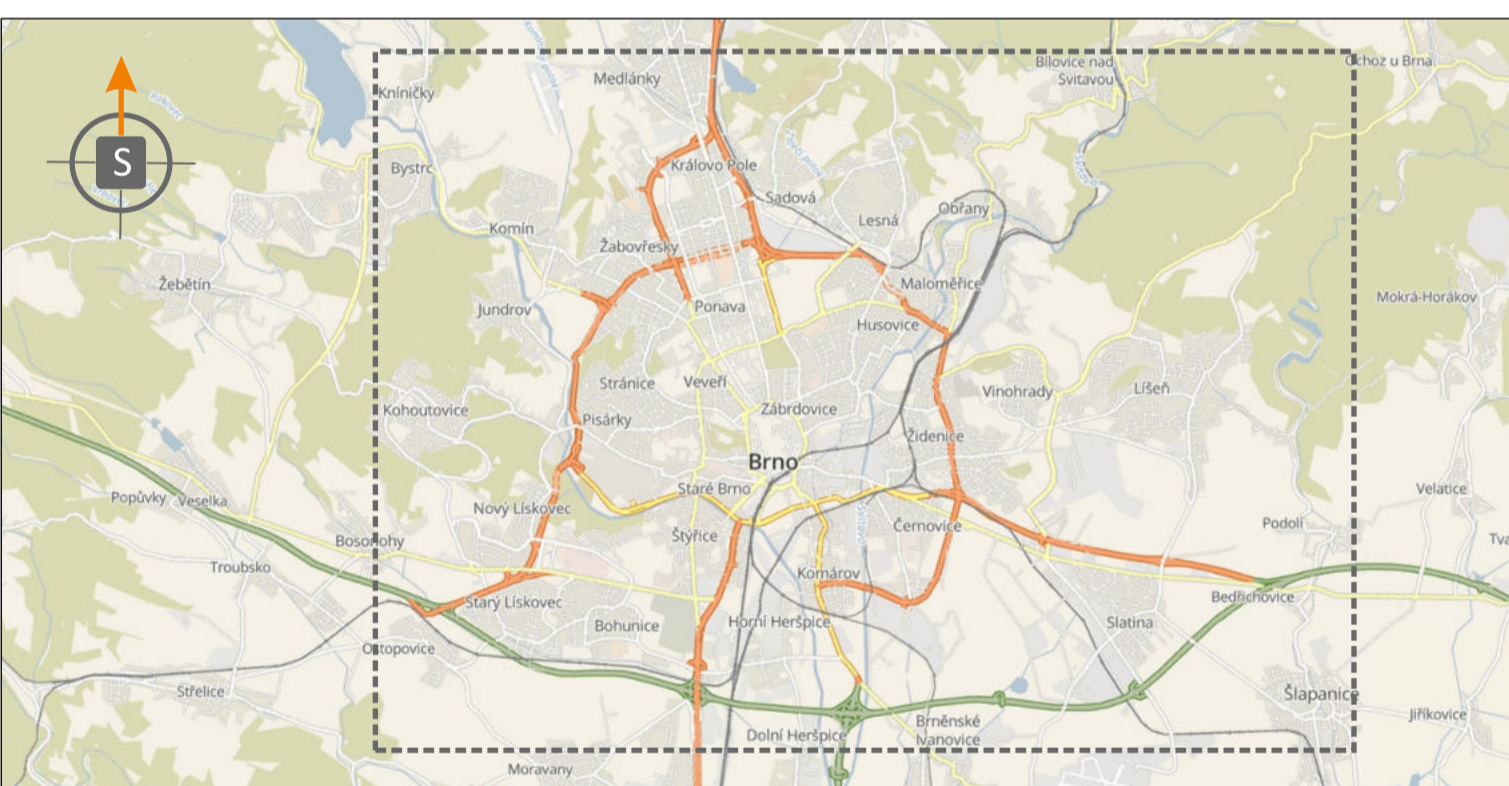 Medlánky
Bílovice nad
Svitavou
Ochoz u Brna
Kníničky
S
Bystrc
Královo Pole
Sadová
Lesná
Obřany
Komín
Žabovřesky
Žebětín
Maloměřice
Mokrá-Horákov
Jundrov
Ponava
Husovice
Stránice
Veveří
Vinohrady
Líšeň
Kohoutovice
Pisárky
Zábrdovice
Židenice
Brno
Staré Brno
Velatice
Popůvky
Veselka
Nový Lískovec
Štýřice
Černovice
Podolí
Svitava
Bosonohy
Tva
Troubsko
Komárov
Starý Lískovec
Bedřichovice
Bohunice
Horní Heršpice
Slatina
Ostopovice
Střelice
Šlapanice
Jiříkovice
Dolní Heršpice
Brněnské
Ivanovice
Moravany